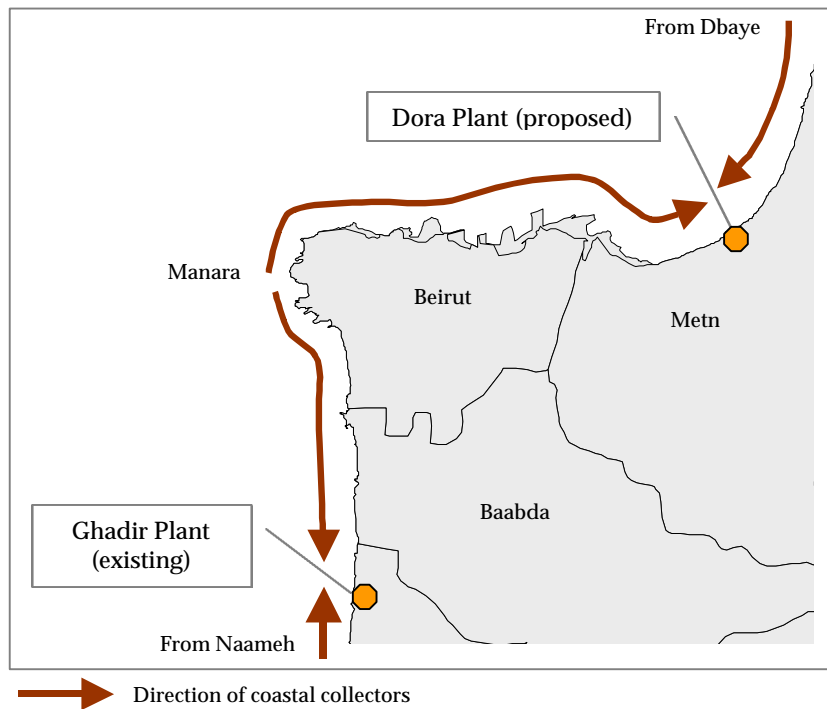 From Dbaye
Dora Plant (proposed)
Manara
Beirut
Metn
Baabda
Ghadir Plant
(existing)
From Naameh
Direction of coastal collectors